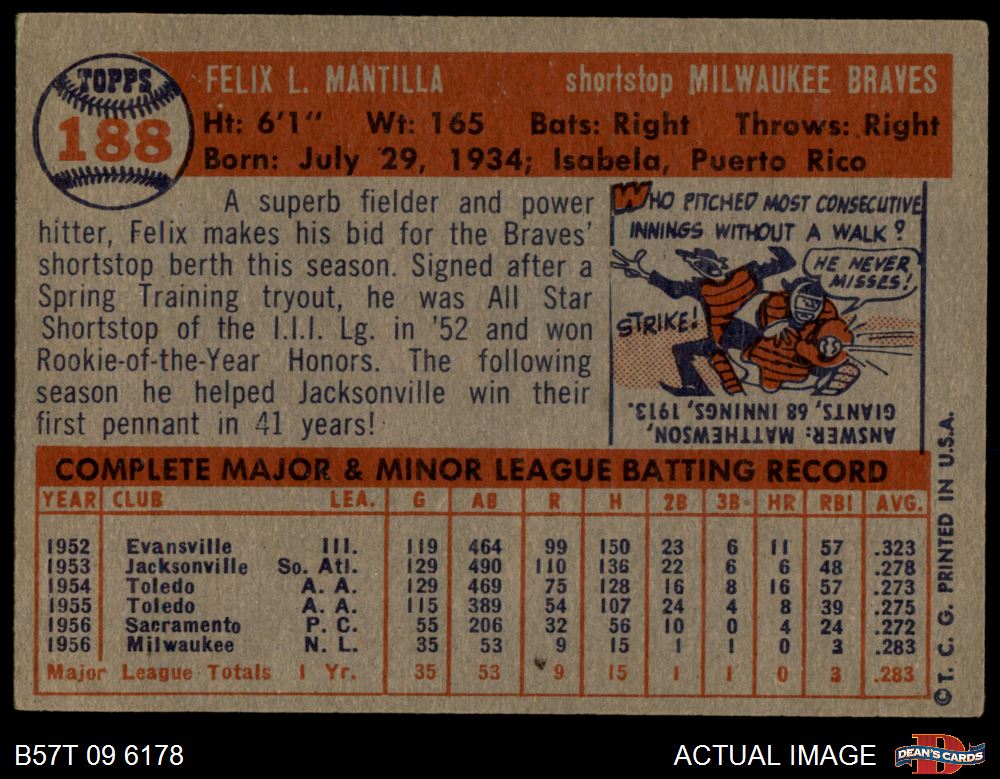 TOPPS
188
FELIX L. MANTILLA shortstop MILWAUKEE BRAVES
Ht: 6'1" Wt: 165 Bats: Right Throws: Right
Born: July 29, 1934; Isabela, Puerto Rico
A superb fielder and power
hitter, Felix makes his bid for the Braves'
shortstop berth this season. Signed after a
Spring Training tryout, he was All Star
Shortstop of the I.I.I. Lg. in '52 and won
Rookie-of-the-Year Honors. The following
season he helped Jacksonville win their
first pennant in 41 years!
WHO PITCHED MOST CONSECUTIVE
INNINGS WITHOUT A WALK?
HE NEVER
MISSES!
STRIKE!
ANSWER: MATTHEWSON,
GIANTS, 68 INNINGS, 1913.
COMPLETE MAJOR & MINOR LEAGUE BATTING RECORD
YEAR CLUB LEA. G AB R H 2B 3B HR RBI AVG.
1952 Evansville III. 119 464 99 150 23 6 11 57 .323
1953 Jacksonville So. Atl. 129 490 110 136 22 6 6 48 .278
1954 Toledo A. A. 129 469 75 128 16 8 16 57 .273
1955 Toledo A. A. 115 389 54 107 24 4 8 39 .275
1956 Sacramento P. C. 55 206 32 56 10 0 4 24 .272
1956 Milwaukee N. L. 35 53 9 15 1 1 0 3 .283
Major League Totals 1 Yr. 35 53 9 15 1 1 0 3 .283
© T. C. G. PRINTED IN U.S.A.
B57T 09 6178 ACTUAL IMAGE
D
DEAN'S CARDS